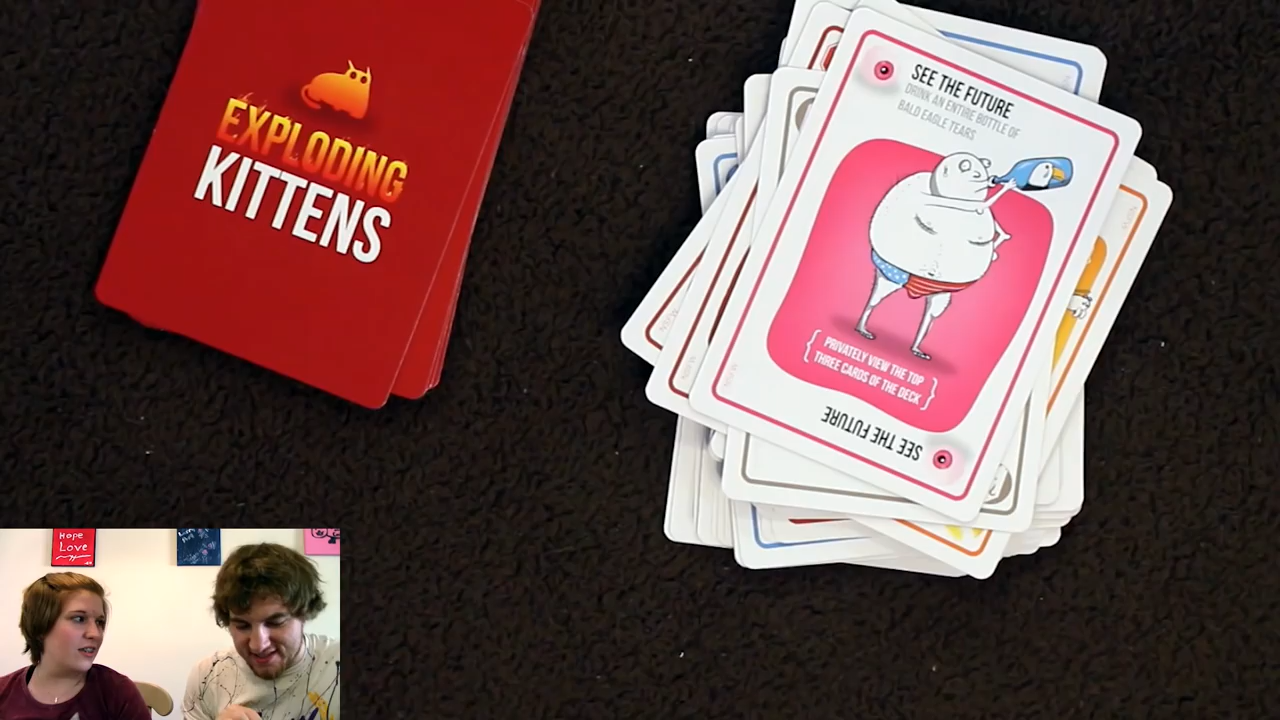 EXPLODING
KITTENS
SEE THE FUTURE
DRINK AN ENTIRE BOTTLE OF
BALD EAGLE TEARS
PRIVATELY VIEW THE TOP
THREE CARDS OF THE DECK
SEE THE FUTURE
Hope
Love